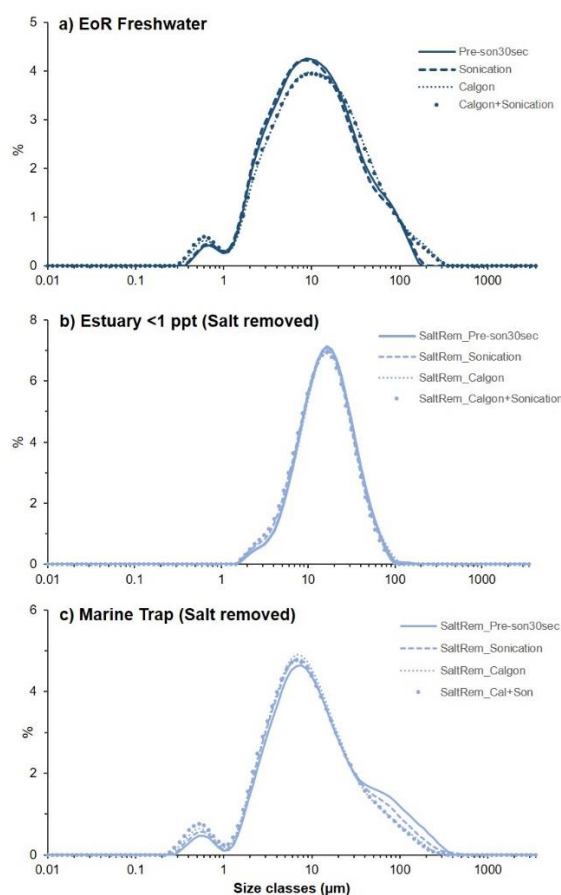 a) EoR Freshwater
5
4
3
2
1
0
%
Pre-son30sec
Sonication
Calgon
Calgon+Sonication
0.01 0.1 1 10 100 1000
b) Estuary <1 ppt (Salt removed)
8
6
4
2
0
%
SaltRem_Pre-son30sec
SaltRem_Sonication
SaltRem_Calgon
SaltRem_Calgon+Sonication
0.01 0.1 1 10 100 1000
c) Marine Trap (Salt removed)
6
4
2
0
%
SaltRem_Pre-son30sec
SaltRem_Sonication
SaltRem_Calgon
SaltRem_Cal+Son
0.01 0.1 1 10 100 1000
Size classes (µm)